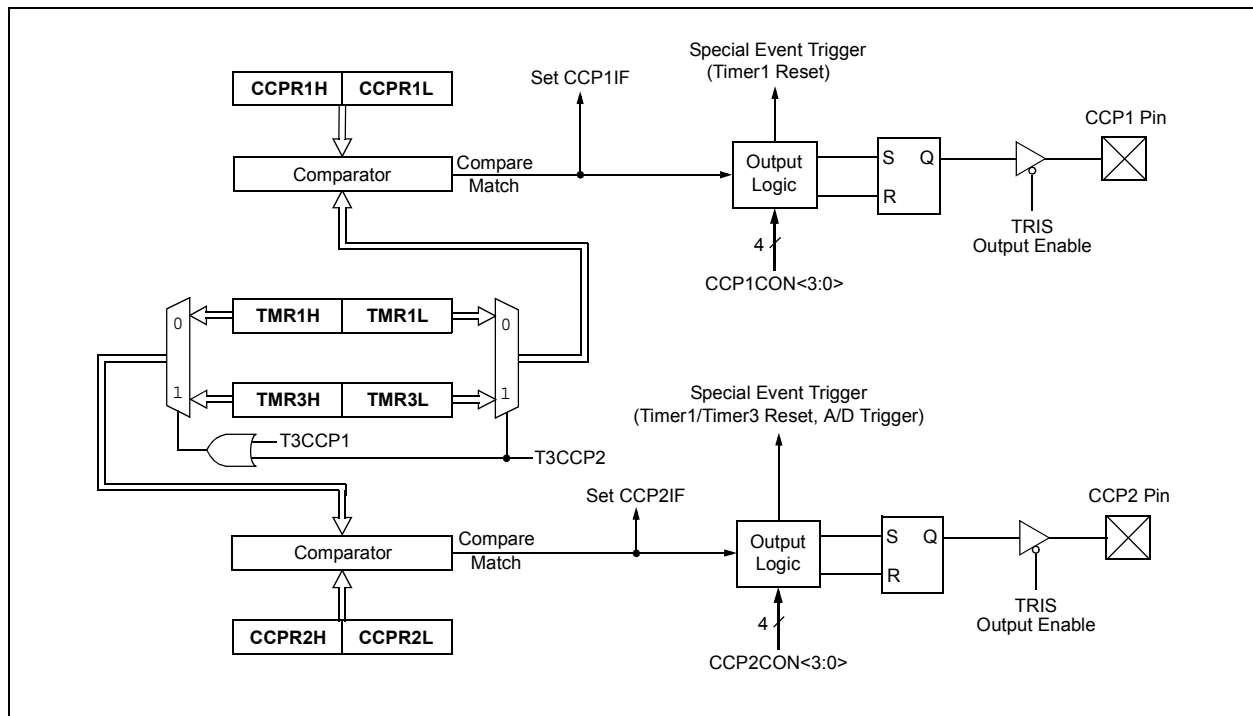 Special Event Trigger
(Timer1 Reset)
CCPR1H CCPR1L
Set CCP1IF
CCP1 Pin
Comparator
Compare
Match
Output
Logic
S Q
R
TRIS
Output Enable
4
CCP1CON<3:0>
0 TMR1H TMR1L 0
1 TMR3H TMR3L 1
T3CCP1
T3CCP2
Special Event Trigger
(Timer1/Timer3 Reset, A/D Trigger)
Set CCP2IF
CCP2 Pin
Comparator
Compare
Match
Output
Logic
S Q
R
TRIS
Output Enable
CCPR2H CCPR2L
4
CCP2CON<3:0>